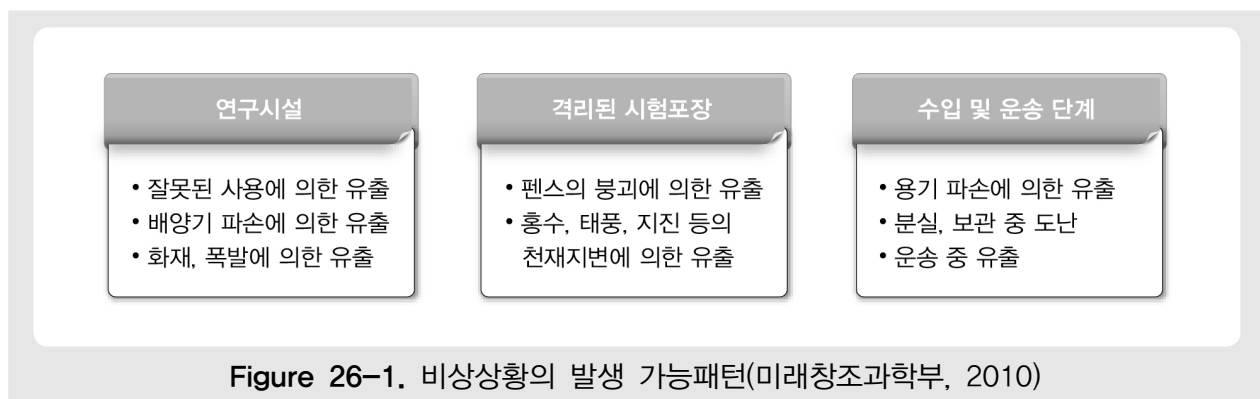 연구시설
• 잘못된 사용에 의한 유출
• 배양기 파손에 의한 유출
• 화재, 폭발에 의한 유출
격리된 시험포장
• 펜스의 붕괴에 의한 유출
• 홍수, 태풍, 지진 등의
천재지변에 의한 유출
수입 및 운송 단계
• 용기 파손에 의한 유출
• 분실, 보관 중 도난
• 운송 중 유출
Figure 26-1. 비상상황의 발생 가능패턴(미래창조과학부, 2010)